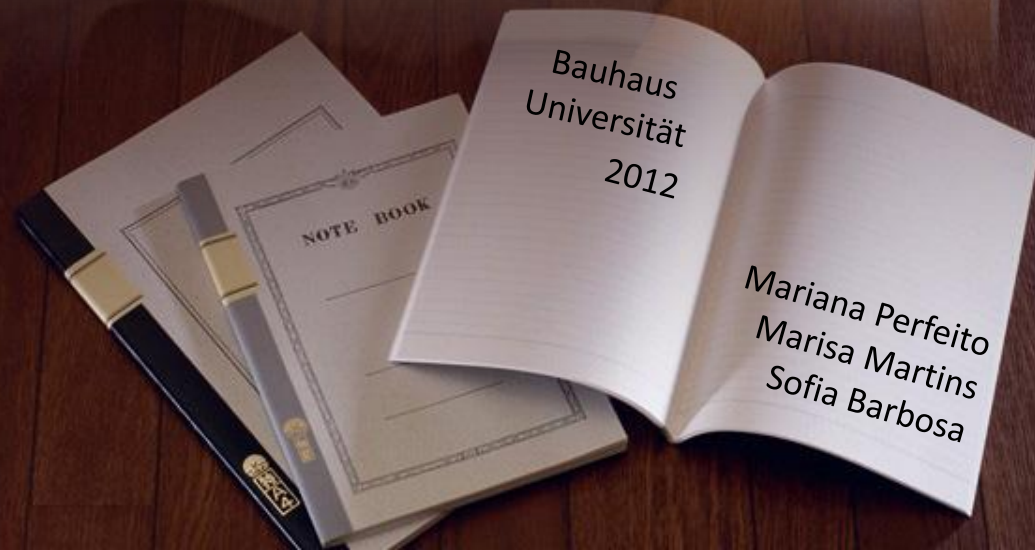 Bauhaus
Universität
2012
NOTE BOOK
Mariana Perfeito
Marisa Martins
Sofia Barbosa